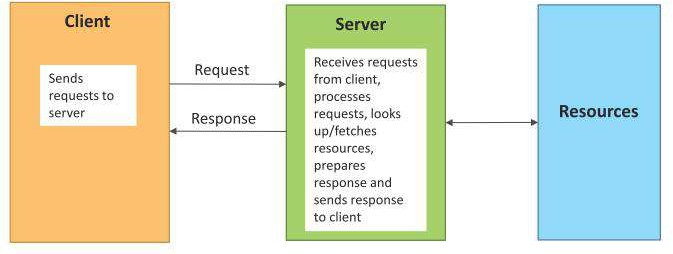 Client
Sends
requests to
server
Request
Response
Server
Receives requests
from client,
processes
requests, looks
up/fetches
resources,
prepares
response and
sends response
to client
Resources